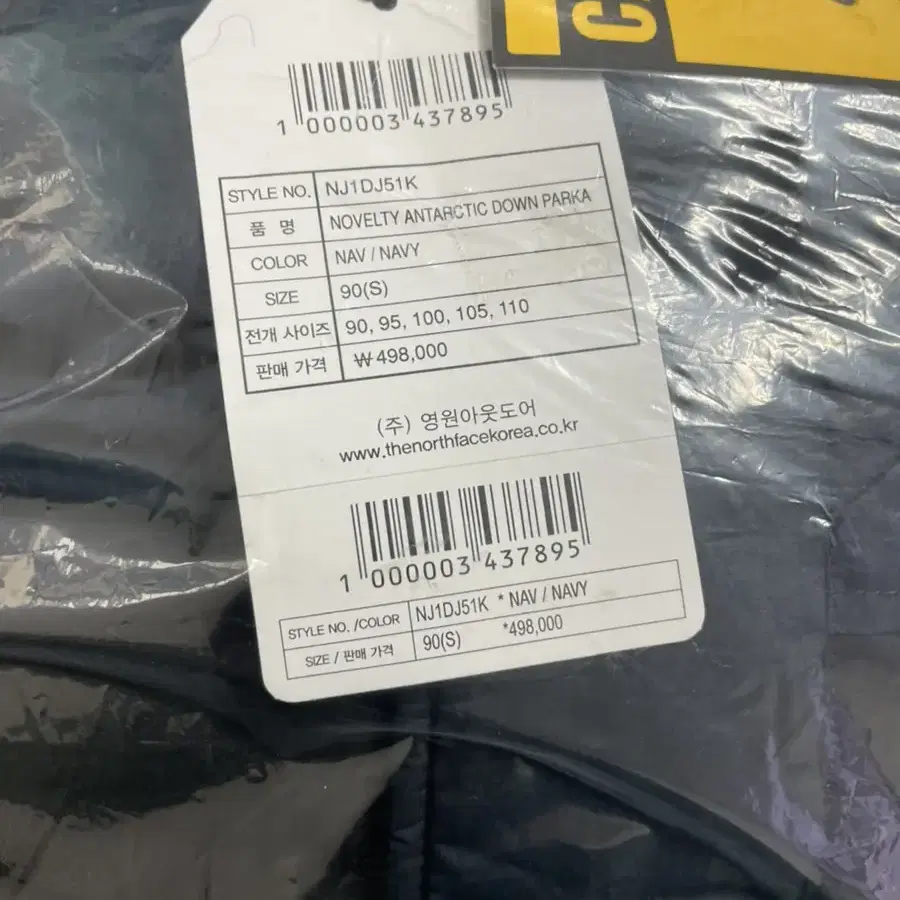 CA
1 000003 437895
STYLE NO. NJ1DJ51K
품 명 NOVELTY ANTARCTIC DOWN PARKA
COLOR NAV / NAVY
SIZE 90(S)
전개 사이즈 90, 95, 100, 105, 110
판매 가격 ₩498,000
(주) 영원아웃도어
www.thenorthfacekorea.co.kr
1 000003 437895
STYLE NO. /COLOR NJ1DJ51K * NAV / NAVY
SIZE / 판매 가격 90(S) *498,000